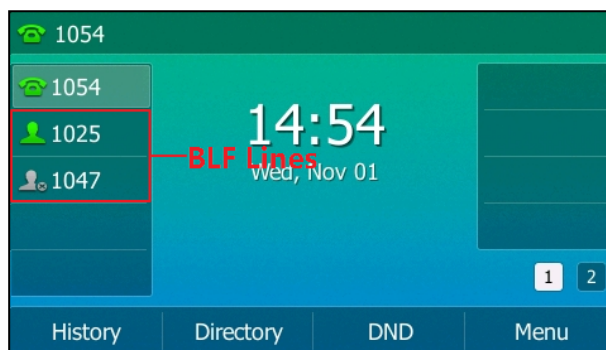 1054
1054
1025
1047
14:54
Wed, Nov 01
BLF Lines
1 2
History Directory DND Menu